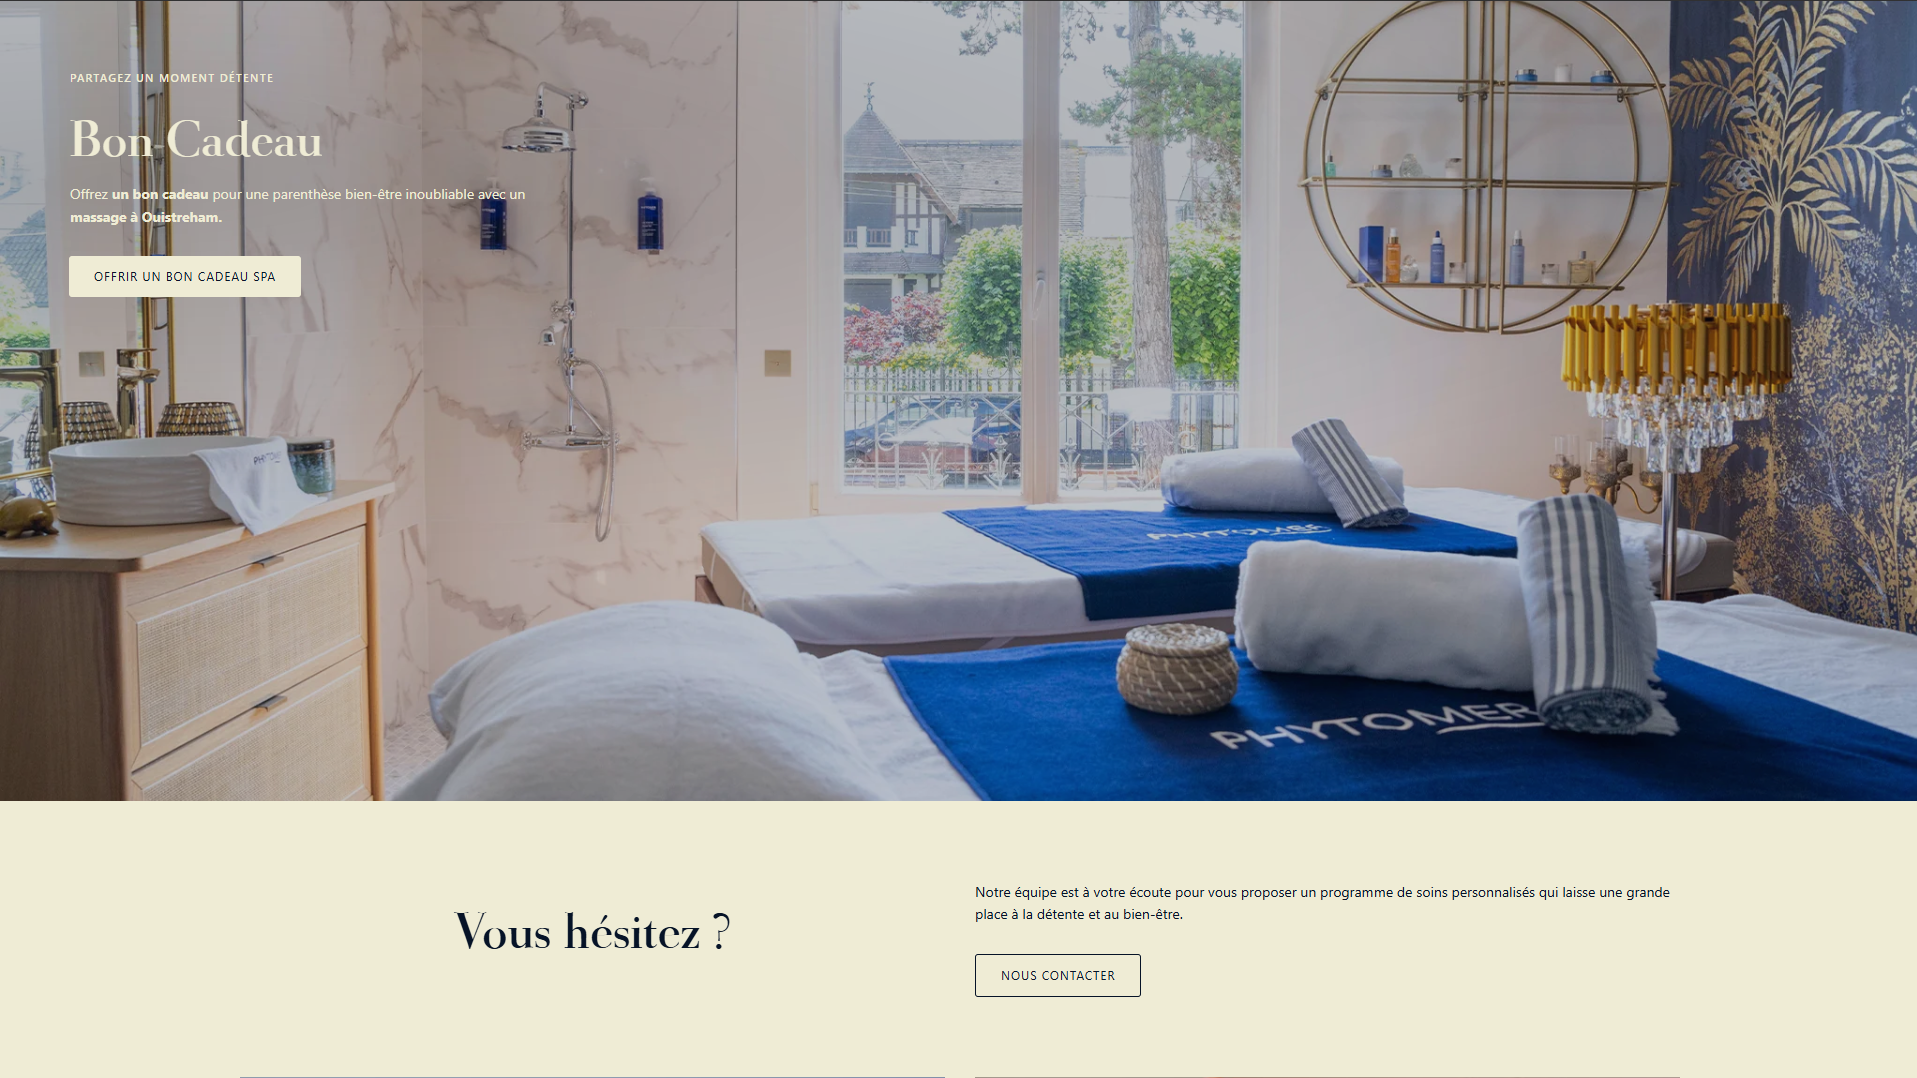 PARTAGEZ UN MOMENT DÉTENTE
Bon Cadeau
Offrez un bon cadeau pour une parenthèse bien-être inoubliable avec un
massage à Ouistreham.
OFFRIR UN BON CADEAU SPA
PHYTOMER
PHYTOMER
Vous hésitez ?
Notre équipe est à votre écoute pour vous proposer un programme de soins personnalisés qui laisse une grande
place à la détente et au bien-être.
NOUS CONTACTER